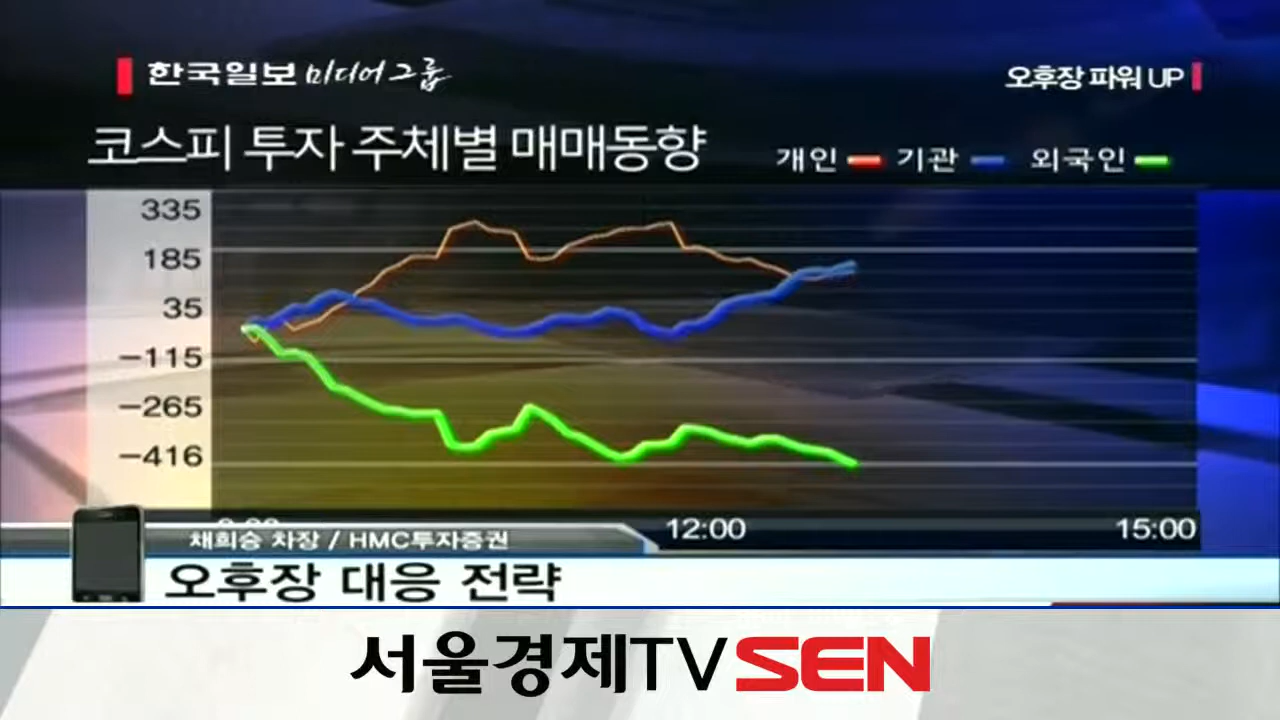 한국일보 미디어그룹
오후장 파워 UP
코스피 투자 주체별 매매동향
개인 기관 외국인
335
185
35
-115
-265
-416
12:00 15:00
채희승 차장 / HMC투자증권
오후장 대응 전략
서울경제TV SEN